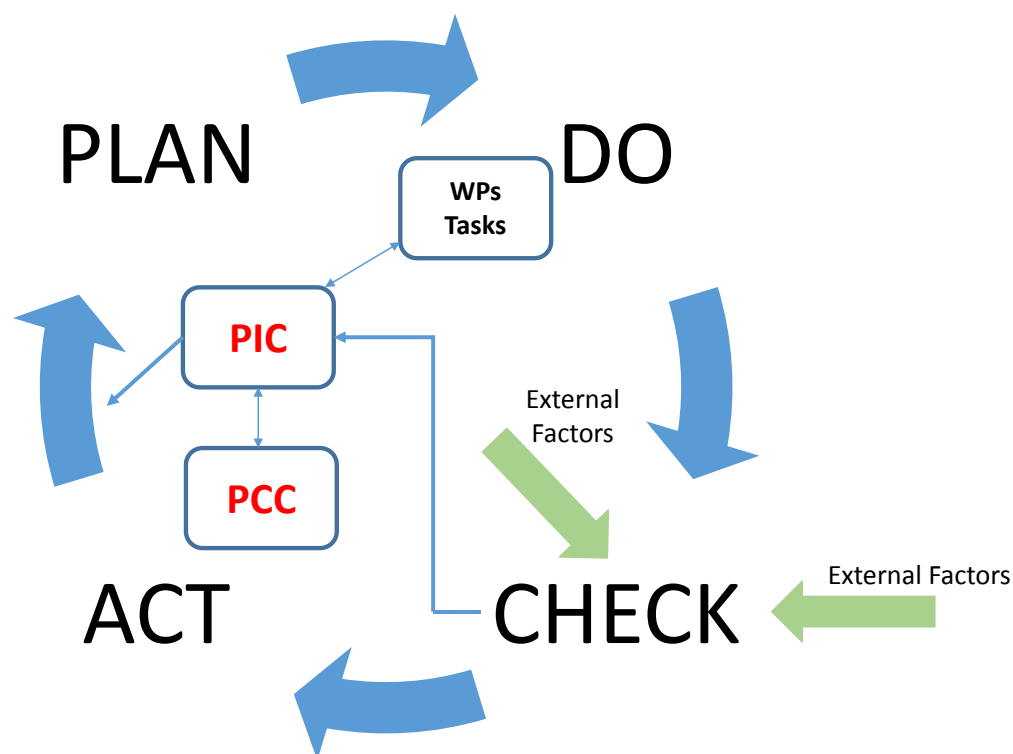 PLAN
DO
WPs
Tasks
PIC
External
Factors
PCC
External Factors
ACT
CHECK